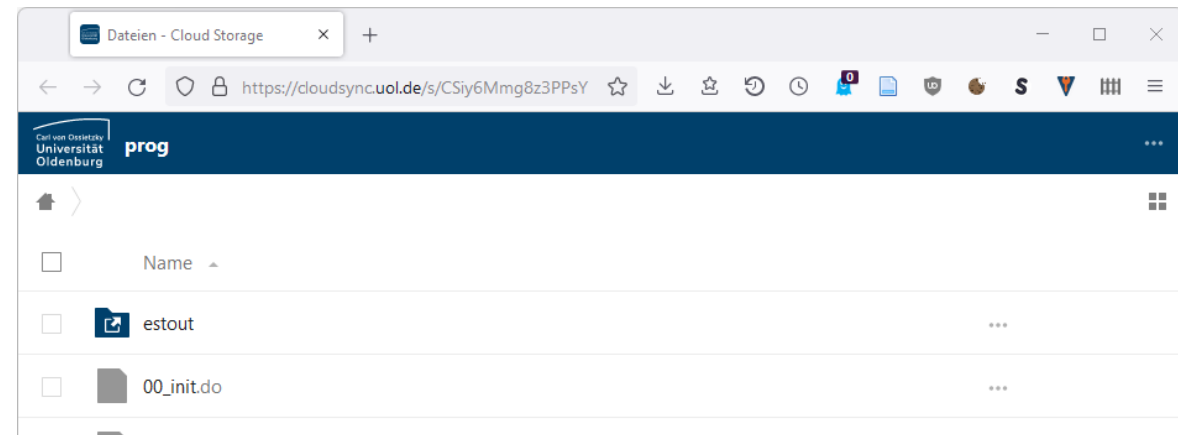 Dateien - Cloud Storage
https://cloudsync.uol.de/s/CSiy6Mmg8z3PPsY
0
UD
S
Carl von Ossietzky
Universität
Oldenburg
prog
Name
estout
00_init.do